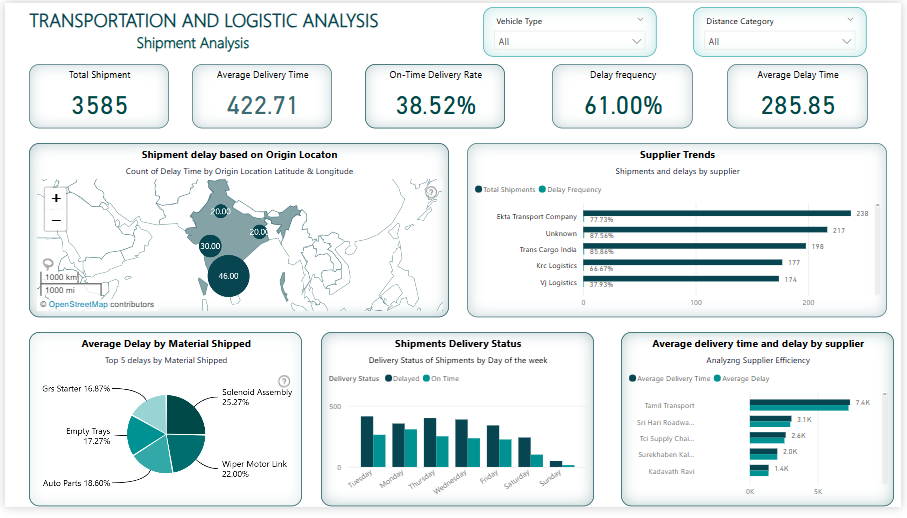 TRANSPORTATION AND LOGISTIC ANALYSIS
Shipment Analysis
Vehicle Type
All
Distance Category
All
Total Shipment
3585
Average Delivery Time
422.71
On-Time Delivery Rate
38.52%
Delay frequency
61.00%
Average Delay Time
285.85
Shipment delay based on Origin Locaton
Count of Delay Time by Origin Location Latitude & Longitude
+
−
20.00
20.00
30.00
46.00
1000 km
1000 mi
© OpenStreetMap contributors
?
Supplier Trends
Shipments and delays by supplier
Total Shipments Delay Frequency
Ekta Transport Company 238
77.73%
Unknown 217
87.56%
Trans Cargo India 198
85.86%
Krc Logistics 177
66.67%
Vj Logistics 174
37.93%
0 100 200
Average Delay by Material Shipped
Top 5 delays by Material Shipped
?
Grs Starter 16.87%
Solenoid Assembly
25.27%
Empty Trays
17.27%
Wiper Motor Link
22.00%
Auto Parts 18.60%
Shipments Delivery Status
Delivery Status of Shipments by Day of the week
Delivery Status Delayed On Time
500
0
Tuesday Monday Thursday Wednesday Friday Saturday Sunday
Average delivery time and delay by supplier
Analyzng Supplier Efficiency
Average Delivery Time Average Delay
Tamil Transport 7.4K
Sri Hari Roadwa... 3.1K
Tci Supply Chai... 2.6K
Surekhaben Kal... 2.0K
Kadavath Ravi 1.4K
0K 5K